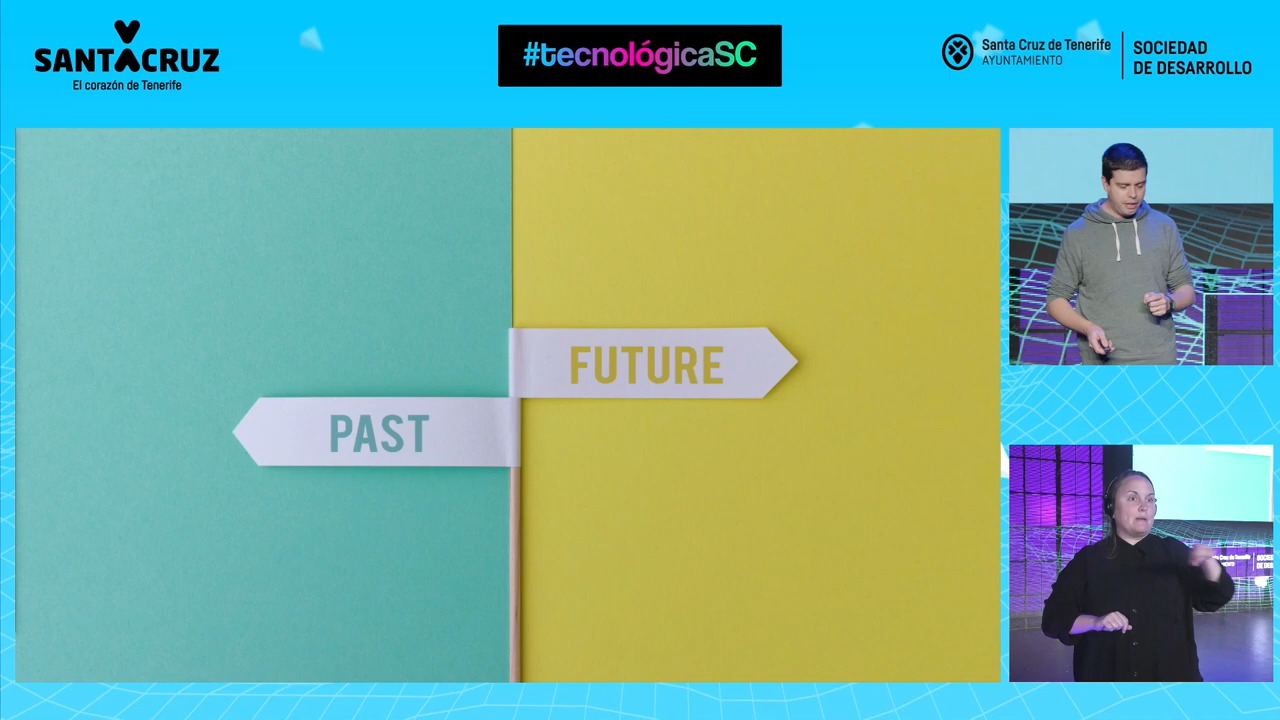 SANTACRUZ
El corazón de Tenerife
#tecnológicaSC
Santa Cruz de Tenerife
AYUNTAMIENTO
SOCIEDAD
DE DESARROLLO
FUTURE
PAST